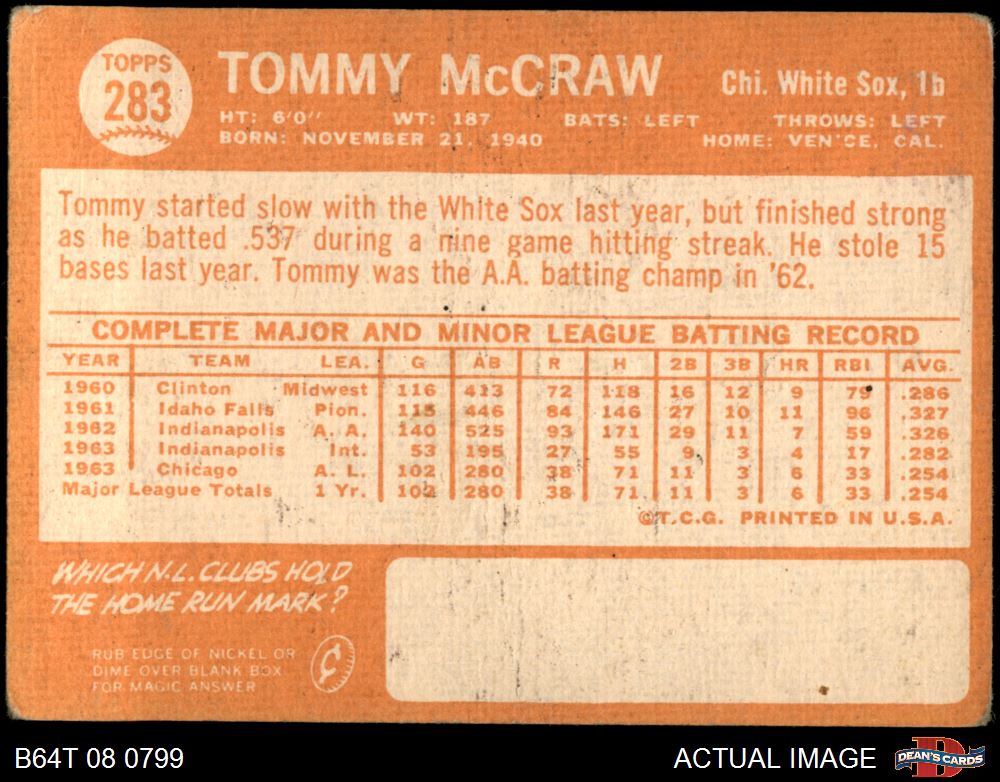 TOPPS
283
TOMMY McCRAW Chi. White Sox, 1b
HT: 6'0'' WT: 187 BATS: LEFT THROWS: LEFT
BORN: NOVEMBER 21, 1940 HOME: VENICE, CAL.
Tommy started slow with the White Sox last year, but finished strong
as he batted .537 during a nine game hitting streak. He stole 15
bases last year. Tommy was the A.A. batting champ in '62.
COMPLETE MAJOR AND MINOR LEAGUE BATTING RECORD
YEAR TEAM LEA. G AB R H 2B 3B HR RBI AVG.
1960 Clinton Midwest 116 413 72 118 16 12 9 79 .286
1961 Idaho Falls Pion. 115 446 84 146 27 10 11 96 .327
1962 Indianapolis A. A. 140 525 93 171 29 11 7 59 .326
1963 Indianapolis Int. 53 195 27 55 9 3 4 17 .282
1963 Chicago A. L. 102 280 38 71 11 3 6 33 .254
Major League Totals 1 Yr. 102 280 38 71 11 3 6 33 .254
©T.C.G. PRINTED IN U.S.A.
WHICH N.L. CLUBS HOLD
THE HOME RUN MARK?
RUB EDGE OF NICKEL OR
DIME OVER BLANK BOX
FOR MAGIC ANSWER
B64T 08 0799 ACTUAL IMAGE DEAN'S CARDS